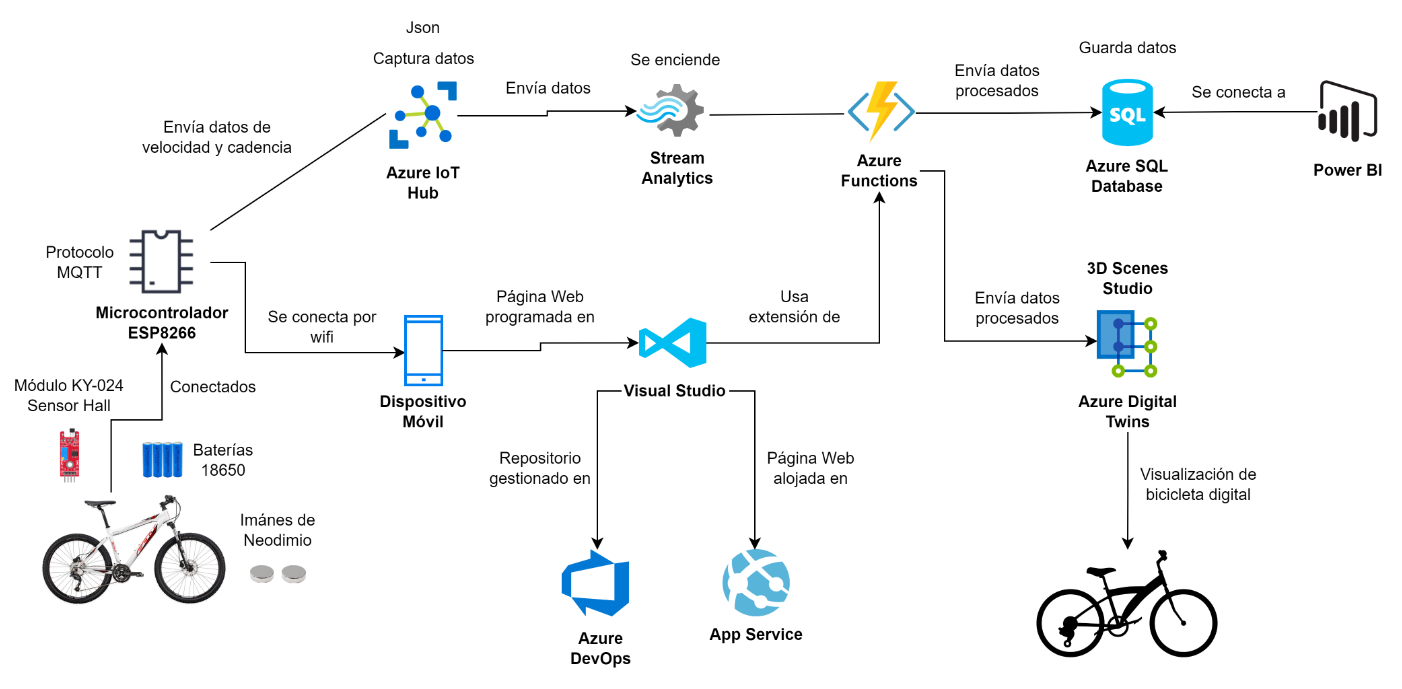 Json
Captura datos
Azure IoT
Hub
Envía datos
Se enciende
Stream
Analytics
Azure
Functions
Envía datos
procesados
Guarda datos
SQL
Azure SQL
Database
Se conecta a
Power BI
Envía datos de
velocidad y cadencia
Protocolo
MQTT
Microcontrolador
ESP8266
Se conecta por
wifi
Dispositivo
Móvil
Página Web
programada en
Visual Studio
Usa
extensión de
Envía datos
procesados
3D Scenes
Studio
Azure Digital
Twins
Módulo KY-024
Sensor Hall
Conectados
Baterías
18650
Imánes de
Neodimio
Repositorio
gestionado en
Página Web
alojada en
Azure
DevOps
App Service
Visualización de
bicicleta digital